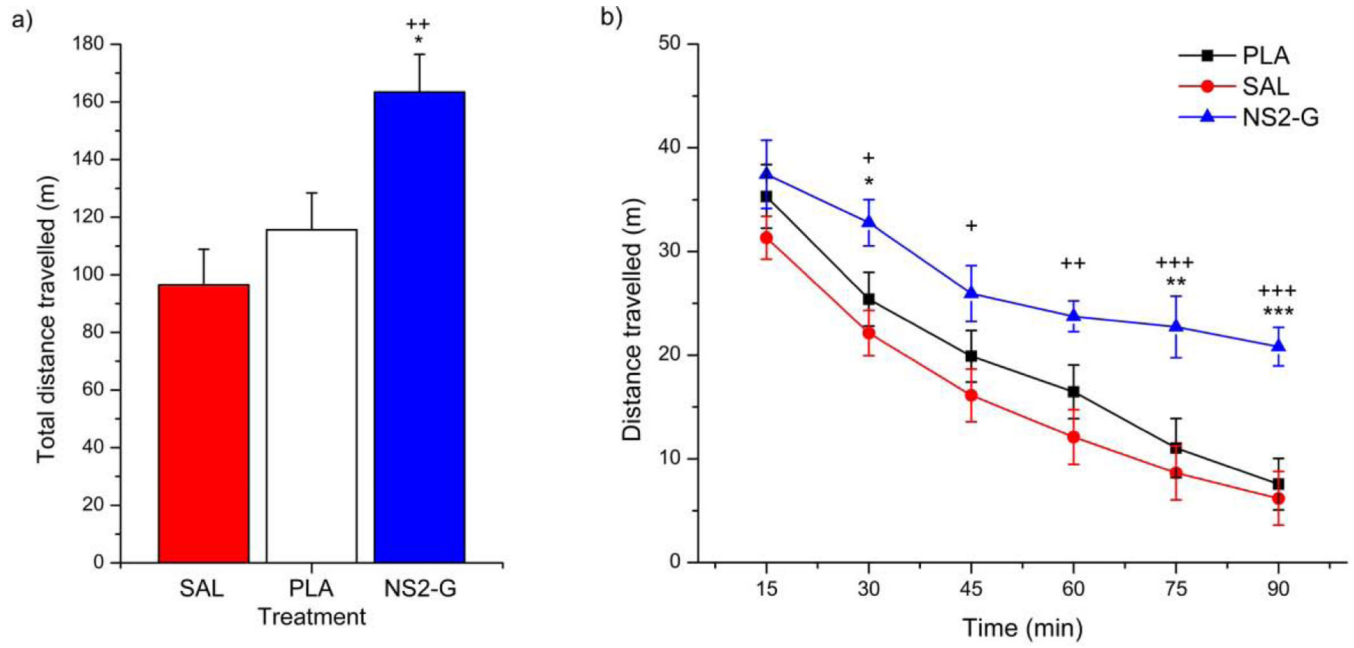 a)
++
*
180
160
140
120
100
80
60
40
20
0
Total distance travelled (m)
SAL PLA NS2-G
Treatment
b)
PLA
SAL
NS2-G
50
40
30
20
10
0
Distance travelled (m)
+
*
+
++
+++
**
+++
***
15 30 45 60 75 90
Time (min)